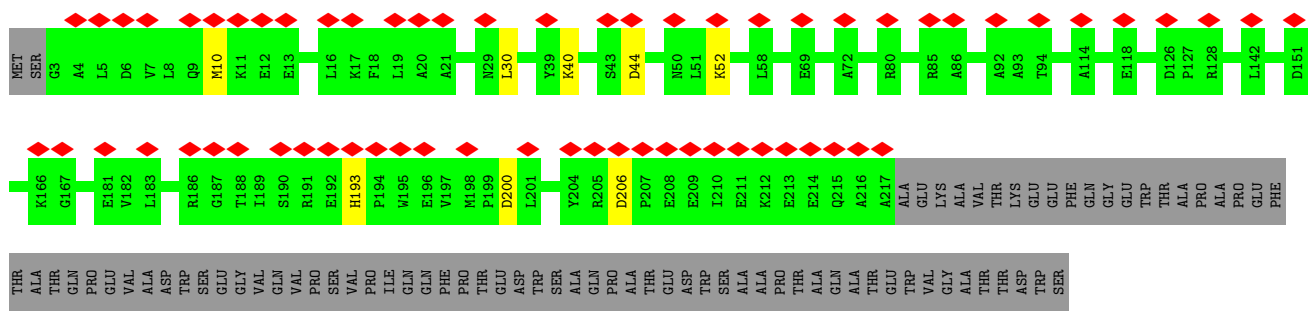 MET SER G3 A4 L5 D6 V7 L8 Q9 M10 K11 E12 E13 L16 K17 F18 L19 A20 A21 N29 L30 Y39 K40 S43 D44 N50 L51 K52 L58 E69 A72 R80 R85 A86 A92 A93 T94 A114 E118 D126 P127 R128 L142 D151
K166 G167 E181 V182 L183 R186 G187 T188 I189 S190 R191 E192 H193 P194 W195 E196 V197 M198 P199 D200 L201 Y204 R205 D206 P207 E208 E209 I210 E211 K212 E213 E214 Q215 A216 A217 ALA GLU LYS ALA VAL THR LYS GLU GLU PHE GLN GLY GLU TRP THR ALA PRO ALA PRO GLU PHE
THR ALA THR GLN PRO GLU VAL ALA ASP TRP SER GLU GLY VAL GLN VAL PRO SER VAL PRO ILE GLN GLN PHE PRO THR GLU ASP TRP SER ALA GLN PRO ALA THR GLU ASP TRP SER ALA ALA PRO THR ALA GLN ALA THR GLU TRP VAL GLY ALA THR THR ASP TRP SER